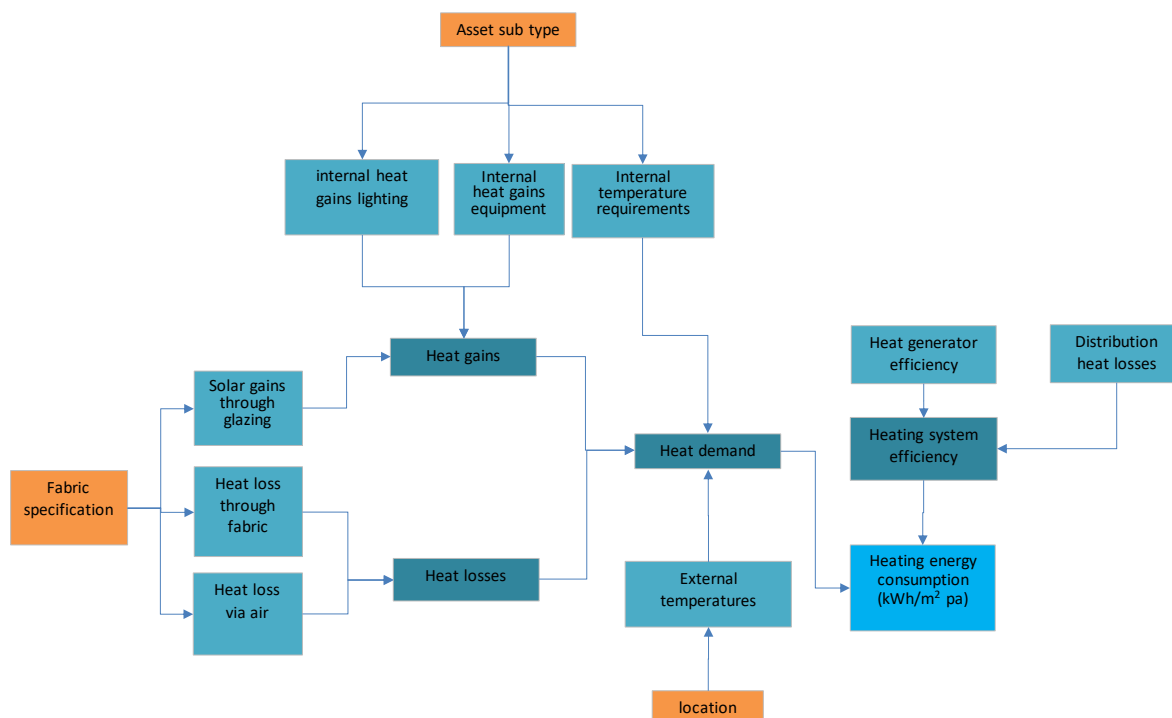 Asset sub type
internal heat
gains lighting
Internal
heat gains
equipment
Internal
temperature
requirements
Heat gains
Heat generator
efficiency
Distribution
heat losses
Solar gains
through
glazing
Heat demand
Heating system
efficiency
Fabric
specification
Heat loss
through
fabric
Heat losses
External
temperatures
Heating energy
consumption
(kWh/m² pa)
Heat loss
via air
location